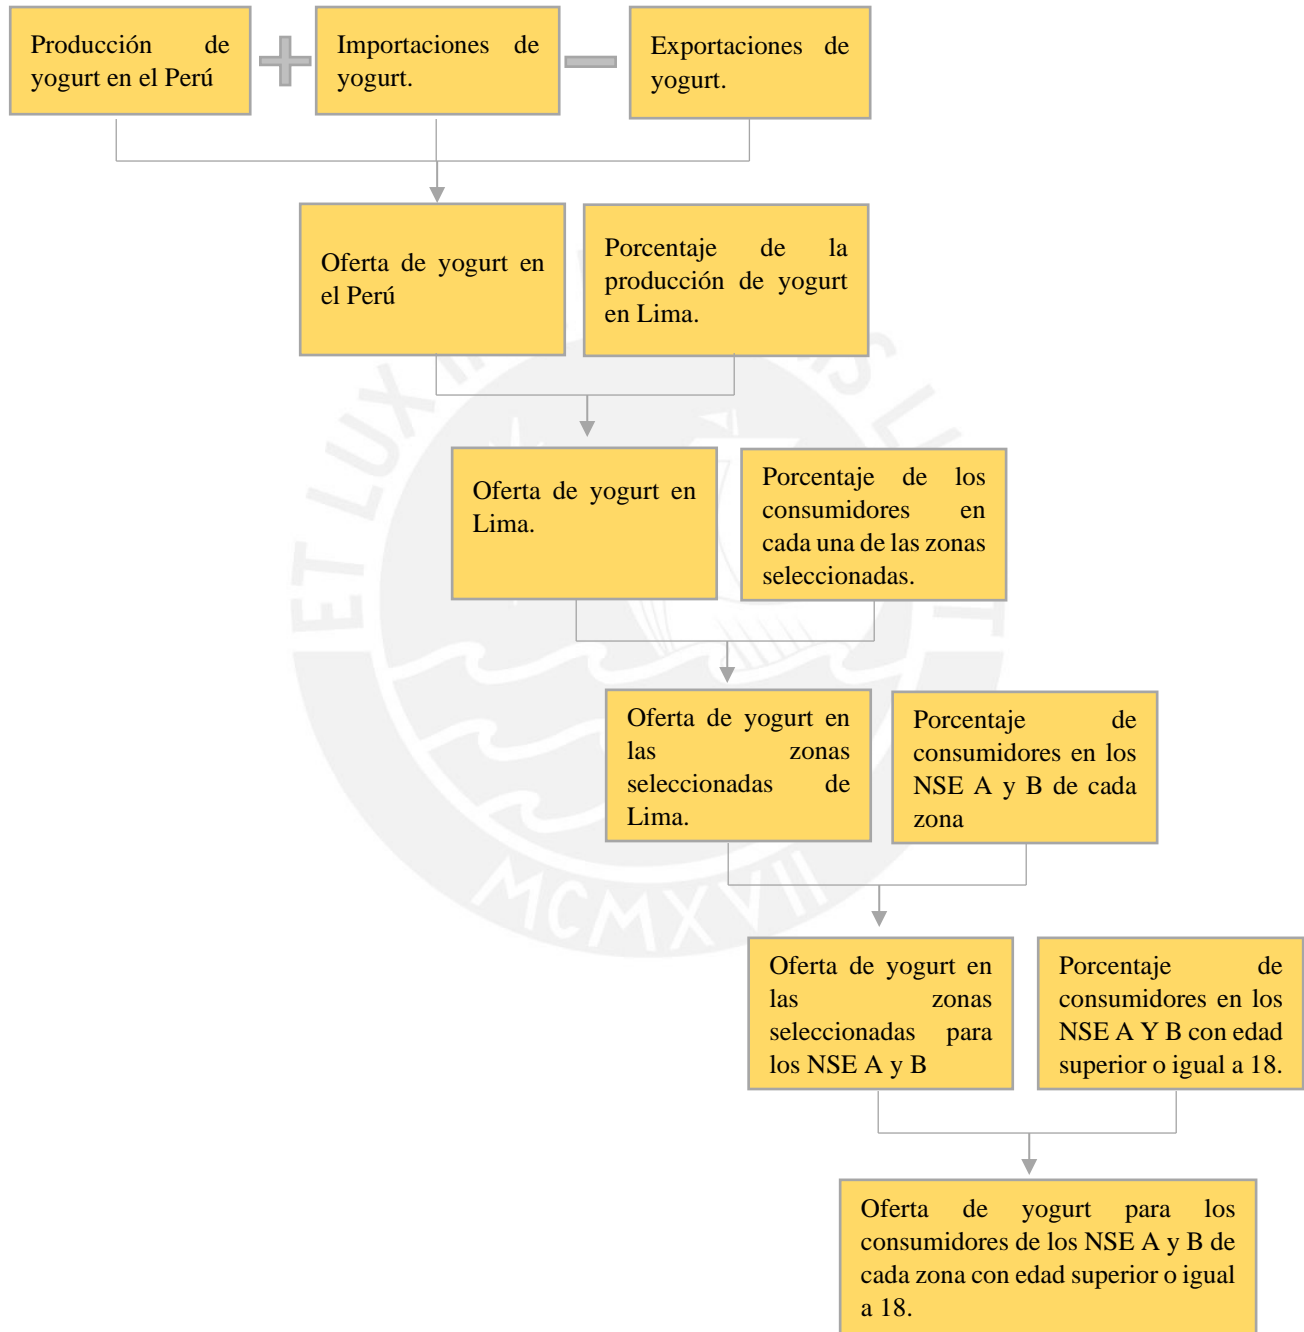 Producción de
yogurt en el Perú
Importaciones de
yogurt.
Exportaciones de
yogurt.
Oferta de yogurt en
el Perú
Porcentaje de la
producción de yogurt
en Lima.
Oferta de yogurt en
Lima.
Porcentaje de los
consumidores en
cada una de las zonas
seleccionadas.
Oferta de yogurt en
las zonas
seleccionadas de
Lima.
Porcentaje de
consumidores en los
NSE A y B de cada
zona
Oferta de yogurt en
las zonas
seleccionadas para
los NSE A y B
Porcentaje de
consumidores en los
NSE A Y B con edad
superior o igual a 18.
Oferta de yogurt para los
consumidores de los NSE A y B de
cada zona con edad superior o igual
a 18.
ET LUX
MCMXVII